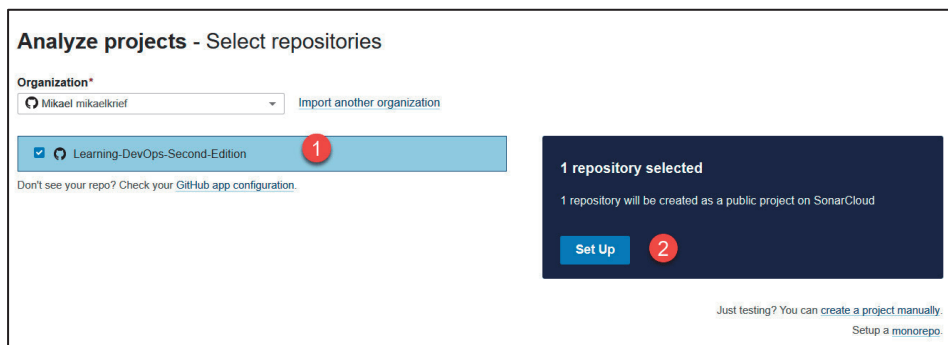 Analyze projects - Select repositories
Organization*
Mikael mikaelkrief
Import another organization
Learning-DevOps-Second-Edition
1
Don't see your repo? Check your GitHub app configuration.
1 repository selected
1 repository will be created as a public project on SonarCloud
Set Up
2
Just testing? You can create a project manually.
Setup a monorepo.